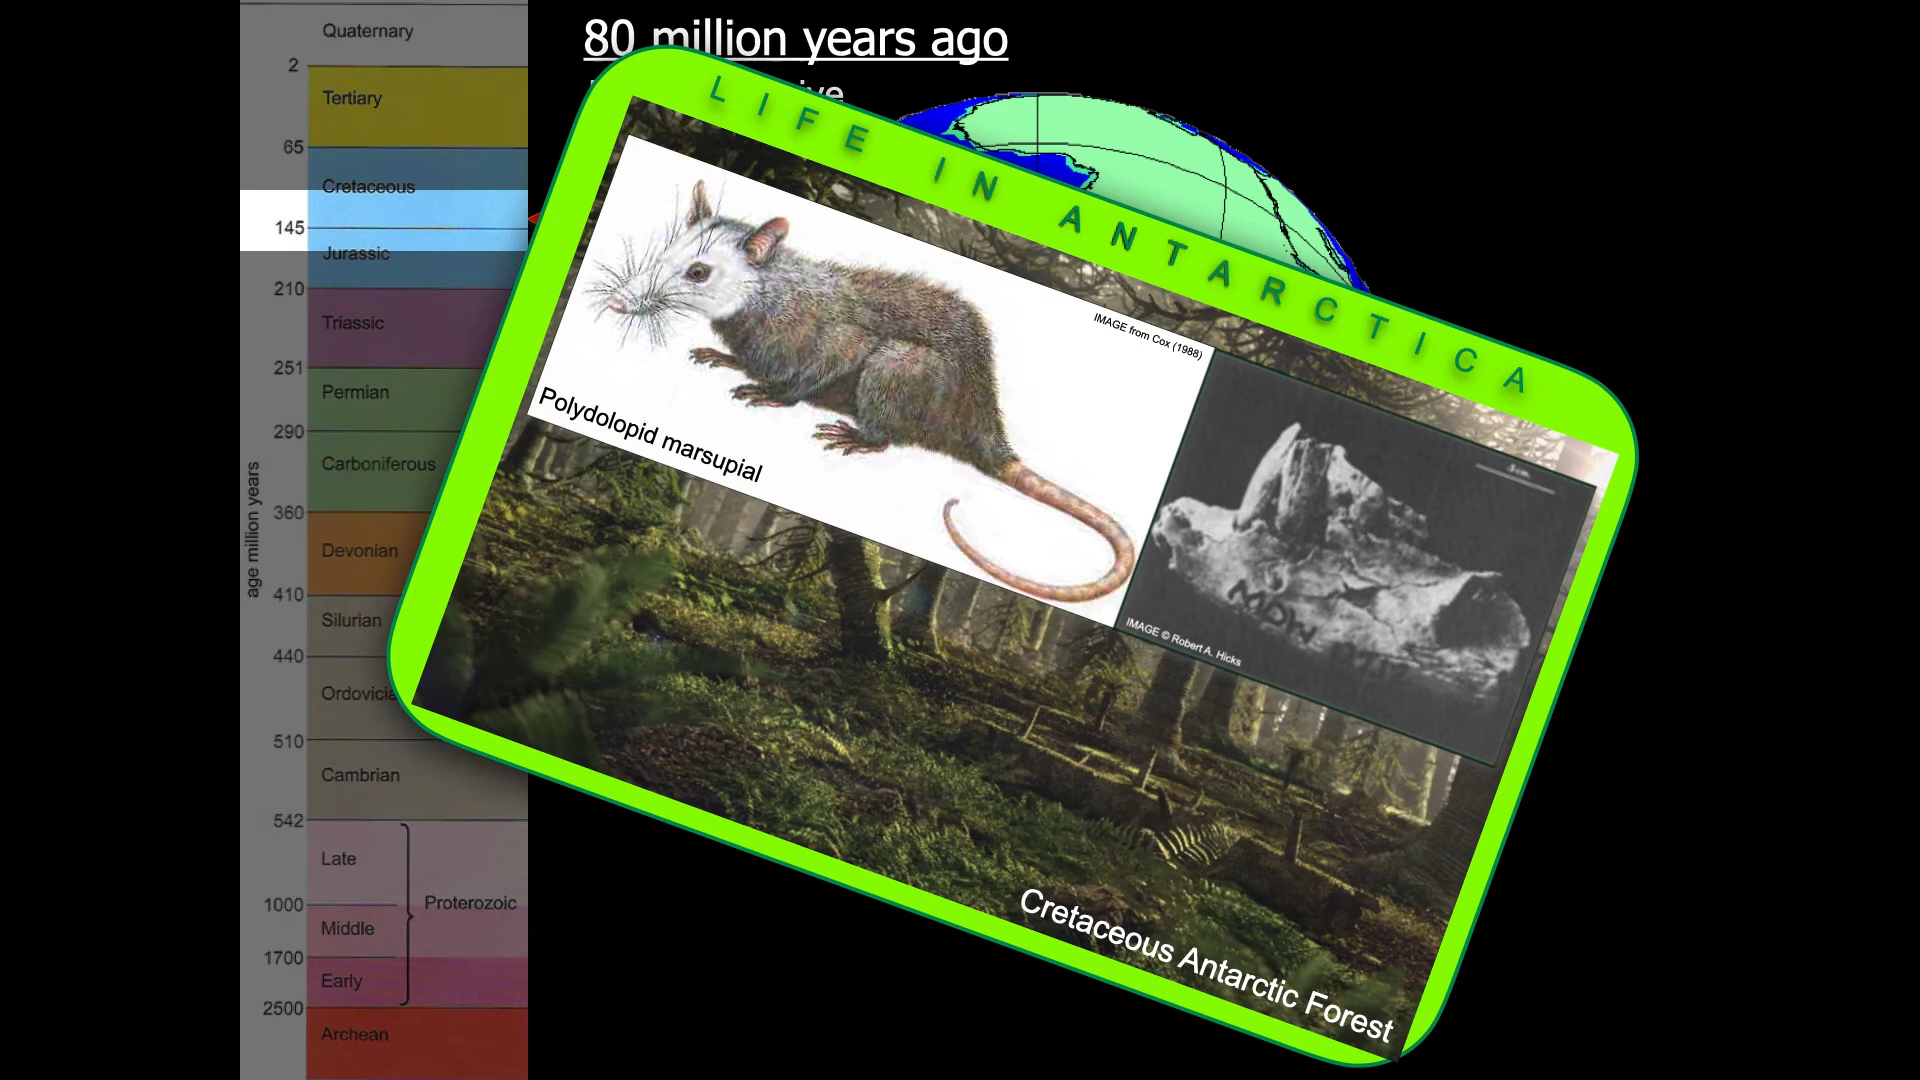 Quaternary
2
Tertiary
65
Cretaceous
145
Jurassic
210
Triassic
251
Permian
290
Carboniferous
360
Devonian
410
Silurian
440
Ordovicia
510
Cambrian
542
Late
1000
Proterozoic
Middle
1700
Early
2500
Archean
age million years
80 million years ago
LIFE IN ANTARCTICA
IMAGE from Cox (1988)
Polydolopid marsupial
IMAGE © Robert A. Hicks
Cretaceous Antarctic Forest